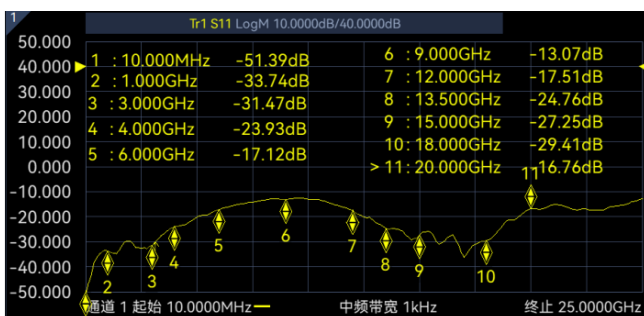 1
Tr1 S11 LogM 10.0000dB/40.0000dB
50.000
40.000
30.000
20.000
10.000
0.000
-10.000
-20.000
-30.000
-40.000
-50.000
1 : 10.000MHz -51.39dB
2 : 1.000GHz -33.74dB
3 : 3.000GHz -31.47dB
4 : 4.000GHz -23.93dB
5 : 6.000GHz -17.12dB
6 : 9.000GHz -13.07dB
7 : 12.000GHz -17.51dB
8 : 13.500GHz -24.76dB
9 : 15.000GHz -27.25dB
10: 18.000GHz -29.41dB
> 11: 20.000GHz -16.76dB
2
3
4
5
6
7
8
9
10
11
通道 1 起始 10.0000MHz 中频带宽 1kHz 终止 25.0000GHz